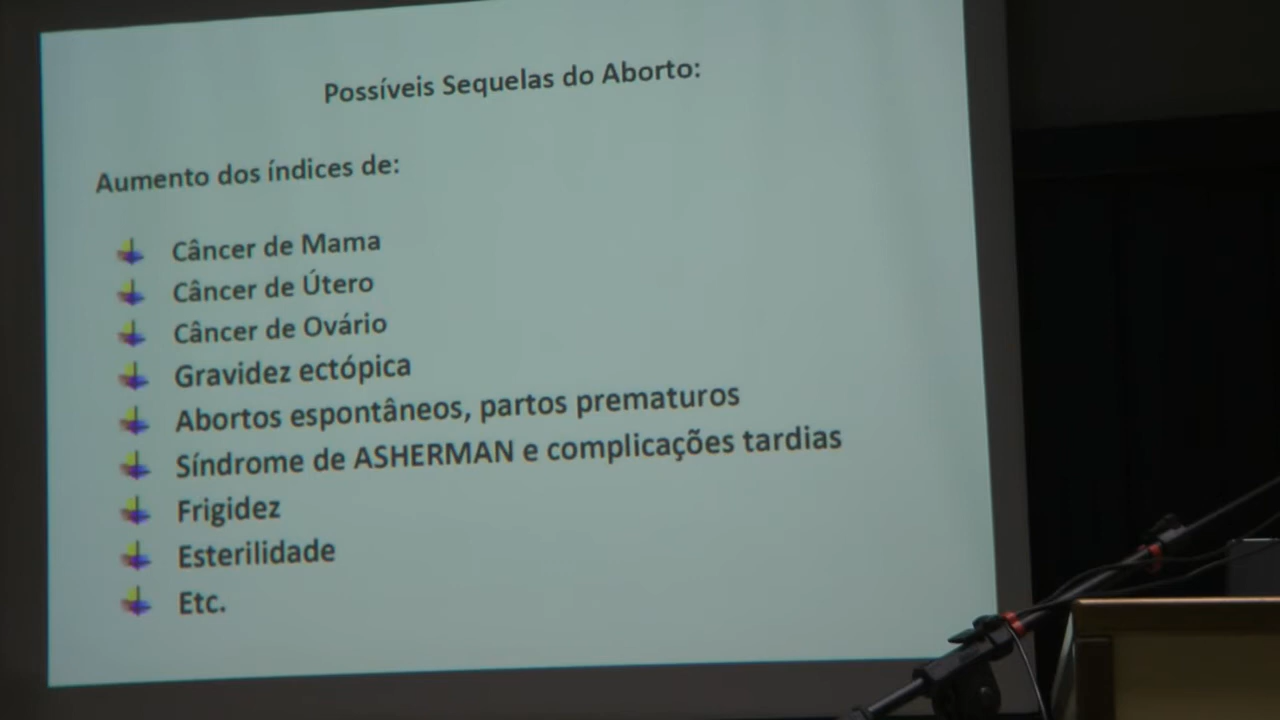 Possíveis Sequelas do Aborto:
Aumento dos índices de:
Câncer de Mama
Câncer de Útero
Câncer de Ovário
Gravidez ectópica
Abortos espontâneos, partos prematuros
Síndrome de ASHERMAN e complicações tardias
Frigidez
Esterilidade
Etc.